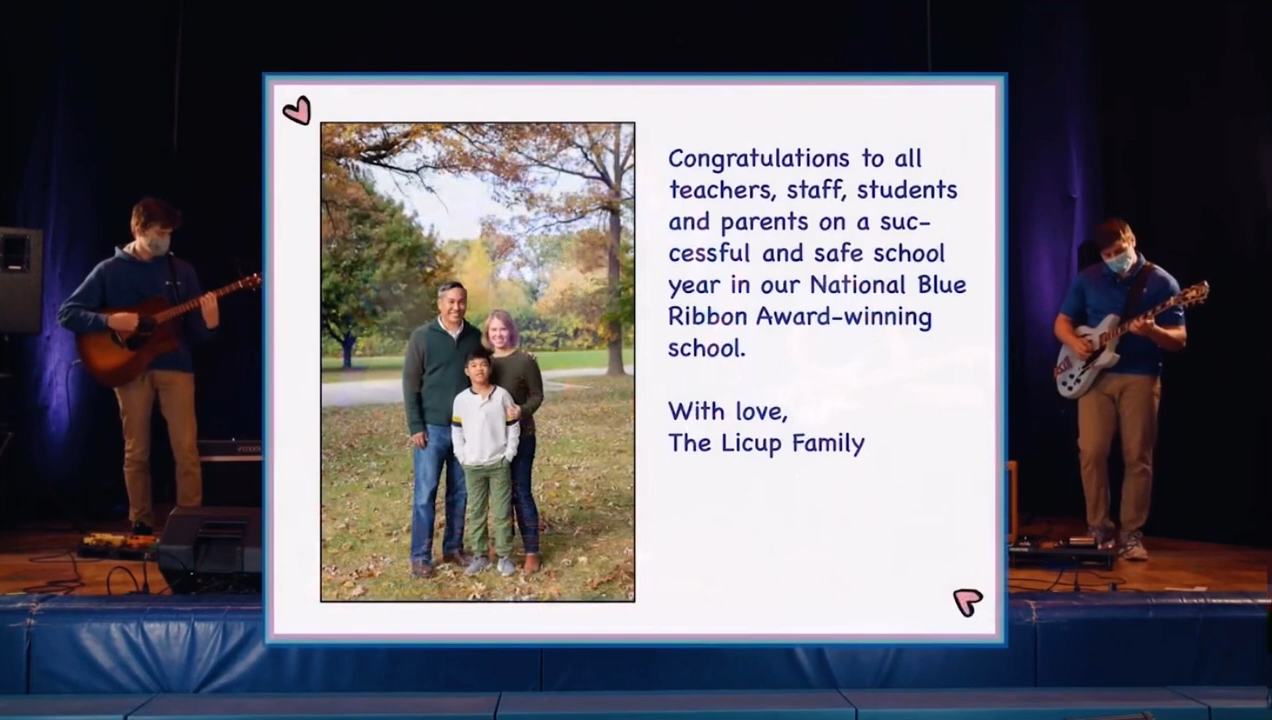 Congratulations to all
teachers, staff, students
and parents on a suc-
cessful and safe school
year in our National Blue
Ribbon Award-winning
school.
With love,
The Licup Family